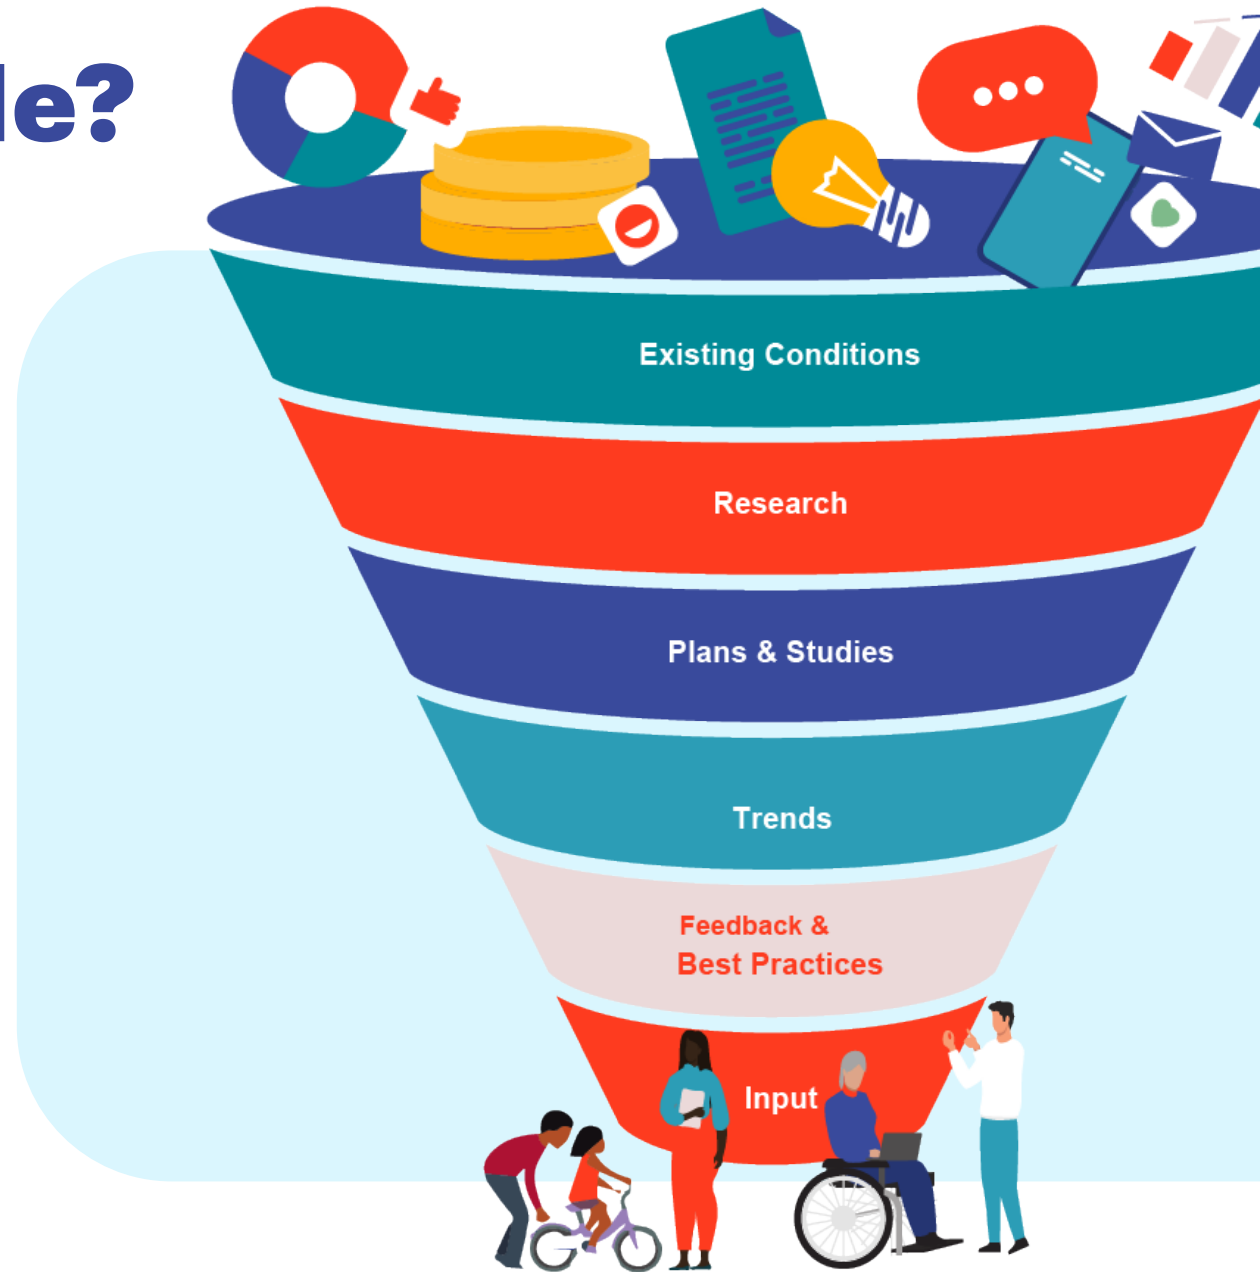 le?
Existing Conditions
Research
Plans & Studies
Trends
Feedback &
Best Practices
Input